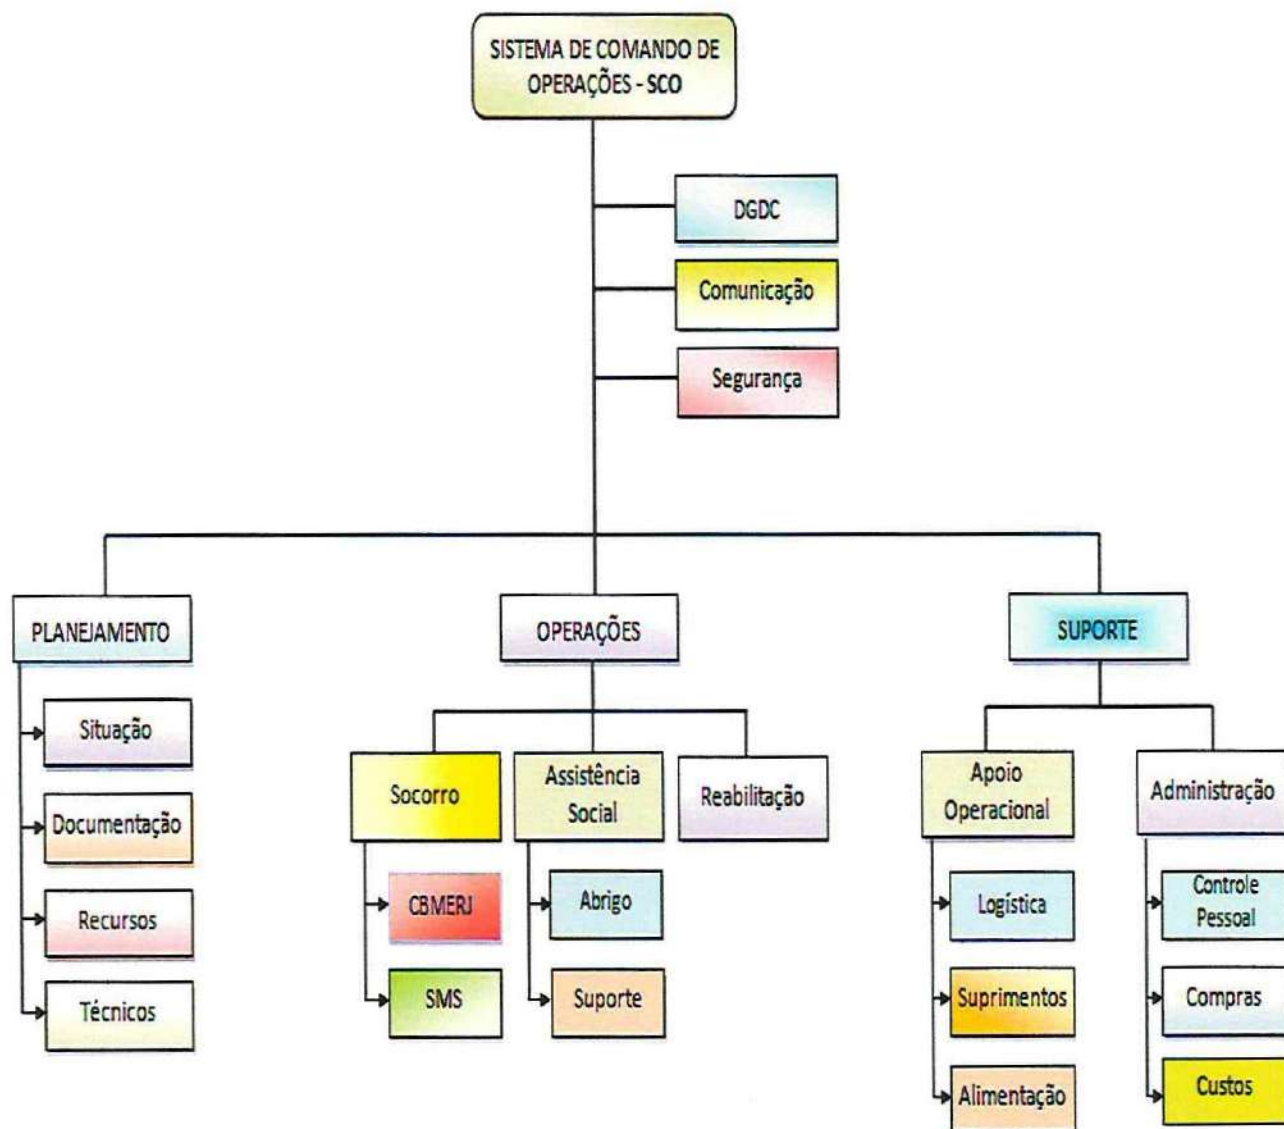 SISTEMA DE COMANDO DE
OPERAÇÕES - SCO
DGDC
Comunicação
Segurança
PLANEJAMENTO
Situação
Documentação
Recursos
Técnicos
OPERAÇÕES
Socorro
CBMERJ
SMS
Assistência
Social
Abrigo
Suporte
Reabilitação
SUPORTE
Apoio
Operacional
Logística
Suprimentos
Alimentação
Administração
Controle
Pessoal
Compras
Custos